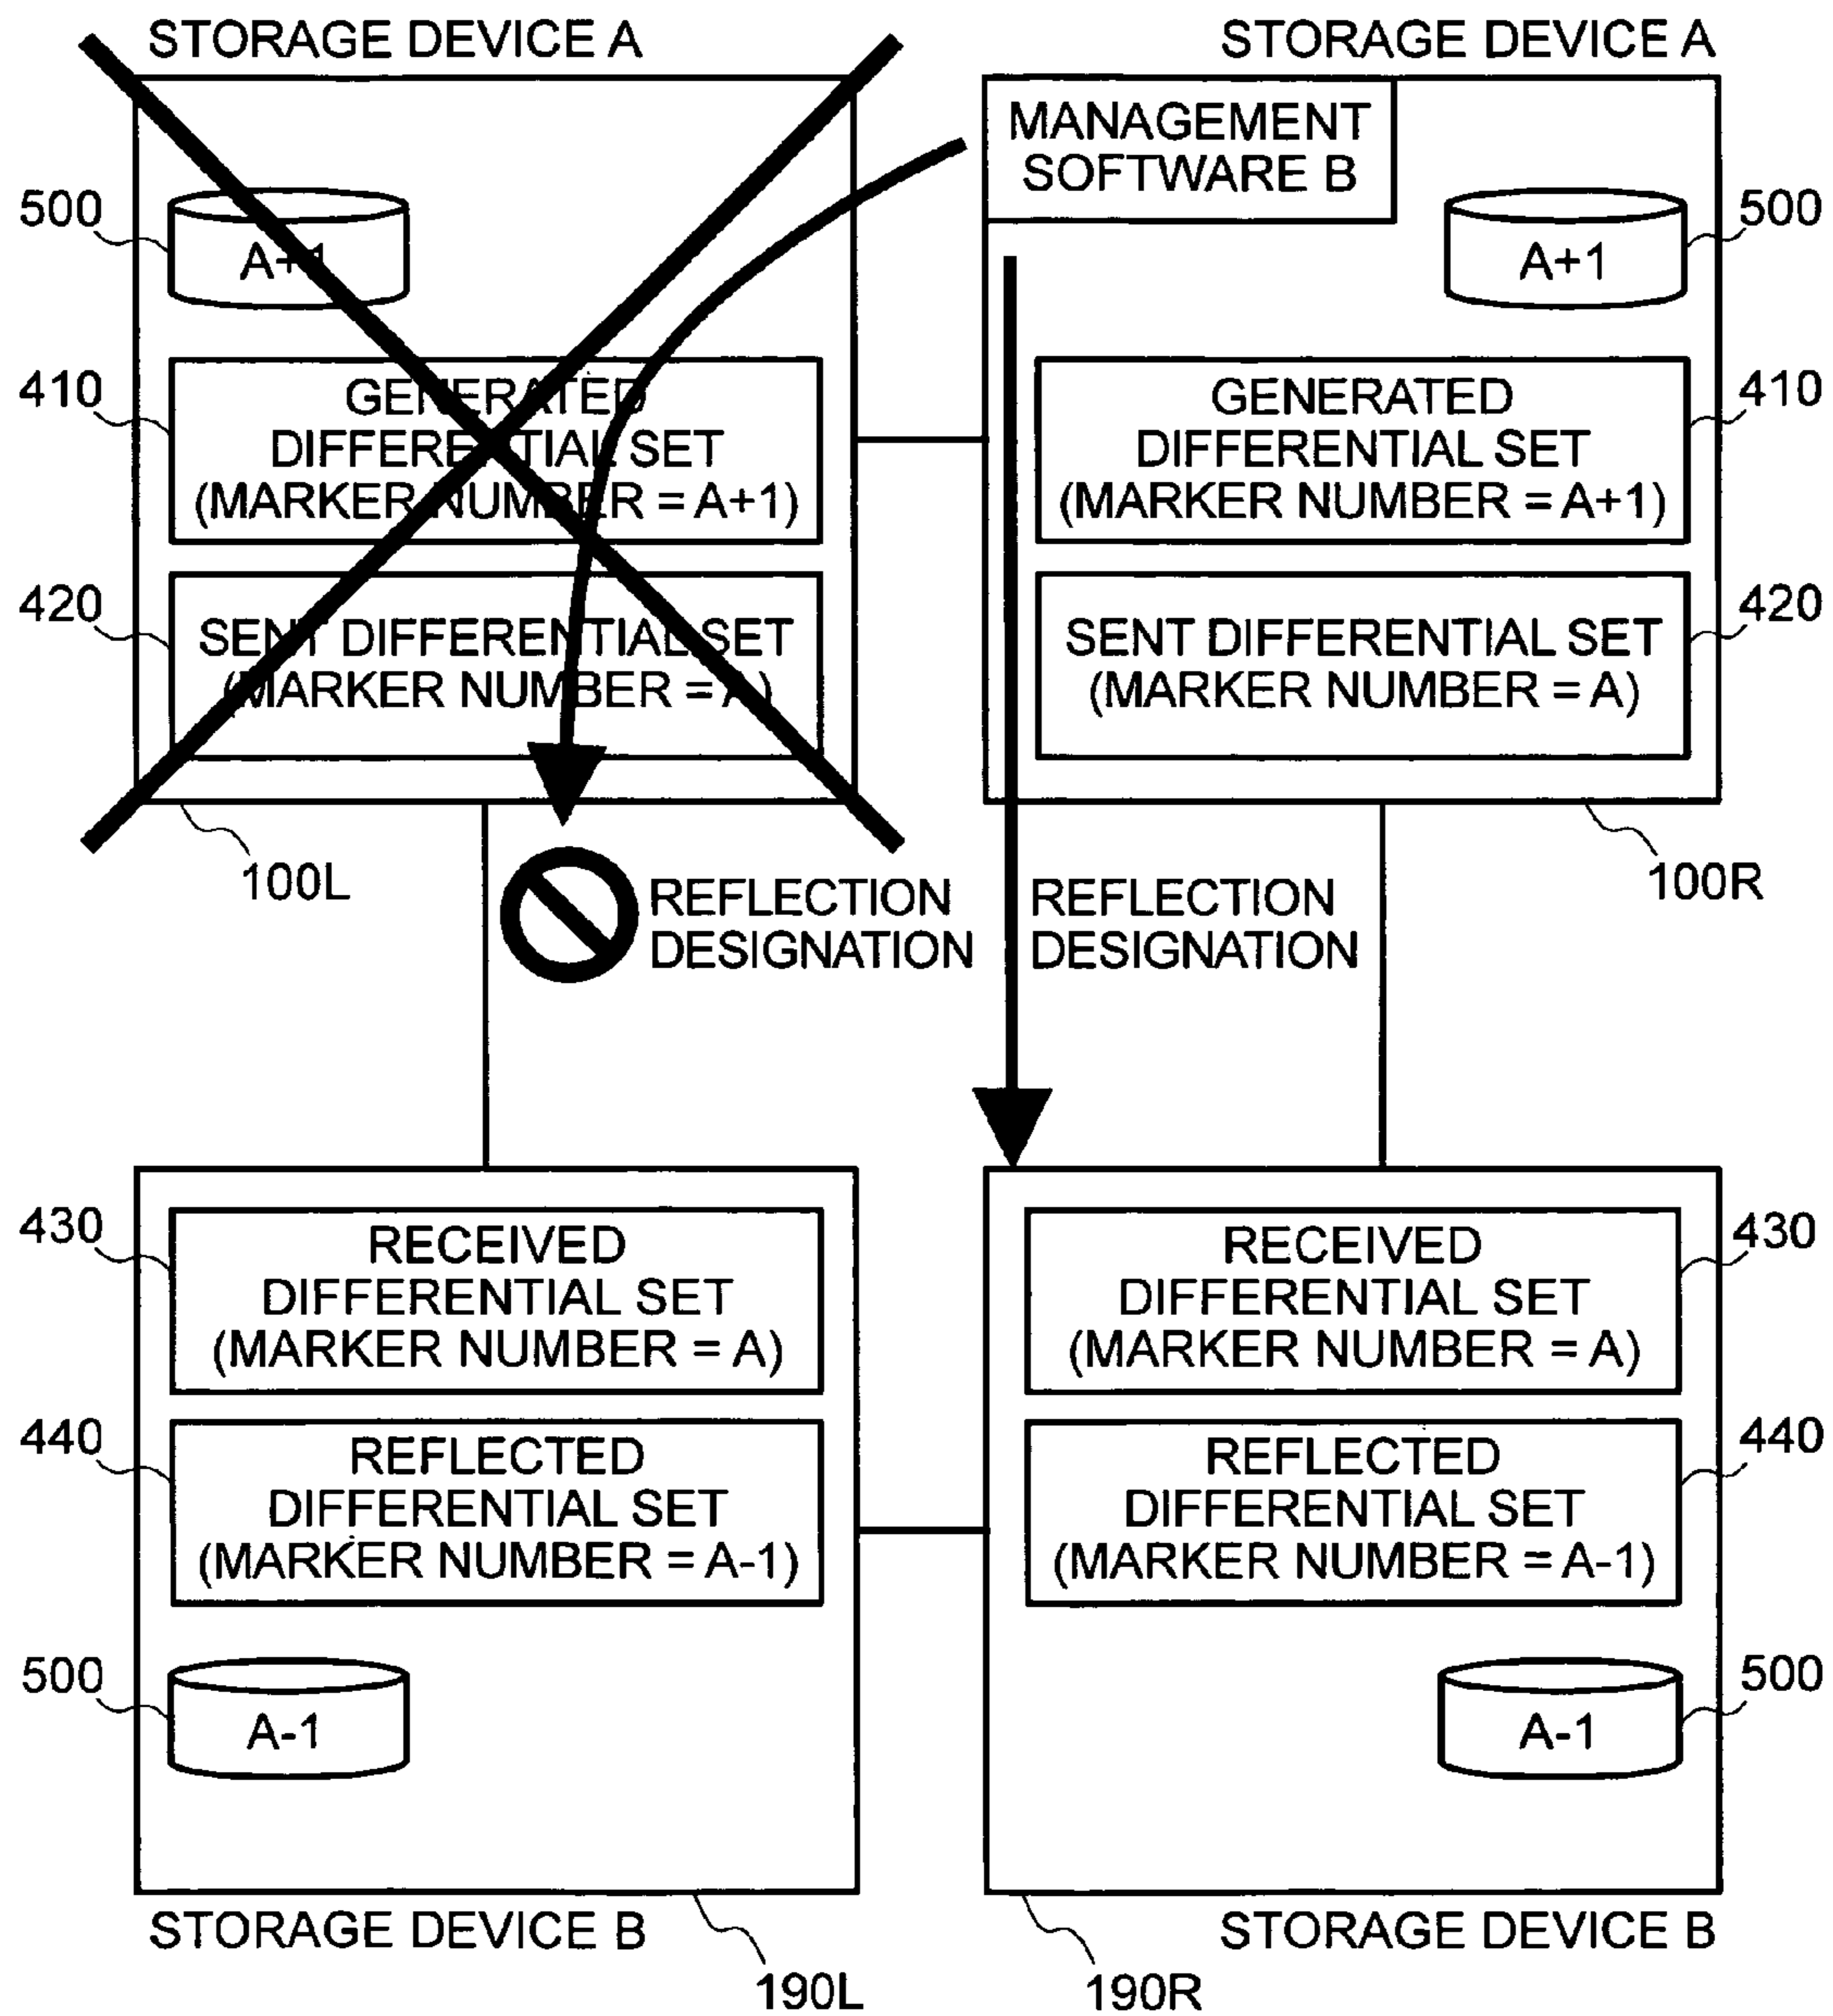 STORAGE DEVICE A
500
A+1
410
GENERATED
DIFFERENTIAL SET
(MARKER NUMBER = A+1)
420
SENT DIFFERENTIAL SET
(MARKER NUMBER = A)
100L
STORAGE DEVICE A
MANAGEMENT
SOFTWARE B
500
A+1
410
GENERATED
DIFFERENTIAL SET
(MARKER NUMBER = A+1)
420
SENT DIFFERENTIAL SET
(MARKER NUMBER = A)
100R
REFLECTION
DESIGNATION
REFLECTION
DESIGNATION
430
RECEIVED
DIFFERENTIAL SET
(MARKER NUMBER = A)
440
REFLECTED
DIFFERENTIAL SET
(MARKER NUMBER = A-1)
500
A-1
STORAGE DEVICE B
190L
430
RECEIVED
DIFFERENTIAL SET
(MARKER NUMBER = A)
440
REFLECTED
DIFFERENTIAL SET
(MARKER NUMBER = A-1)
500
A-1
STORAGE DEVICE B
190R